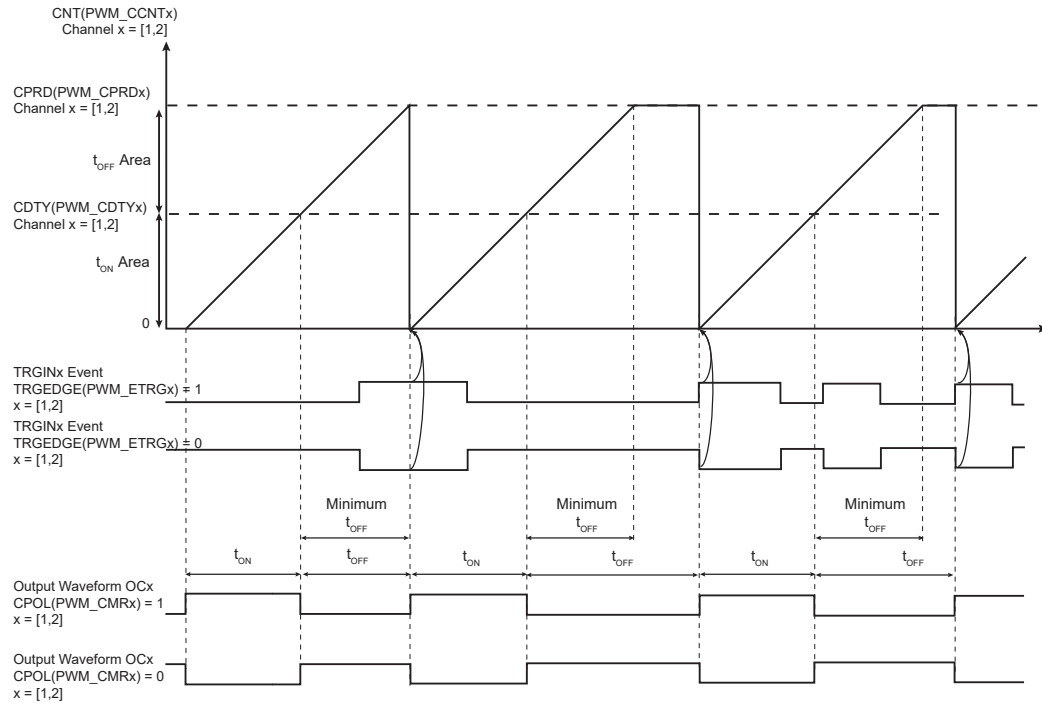 CNT(PWM_CCNTx)
Channel x = [1,2]
CPRD(PWM_CPRDx)
Channel x = [1,2]
tOFF Area
CDTY(PWM_CDTYx)
Channel x = [1,2]
tON Area
0
TRGINx Event
TRGEDGE(PWM_ETRGx) = 1
x = [1,2]
TRGINx Event
TRGEDGE(PWM_ETRGx) = 0
x = [1,2]
Minimum
tOFF
Minimum
tOFF
Minimum
tOFF
tON
tOFF
tON
tOFF
tON
tOFF
Output Waveform OCx
CPOL(PWM_CMRx) = 1
x = [1,2]
Output Waveform OCx
CPOL(PWM_CMRx) = 0
x = [1,2]